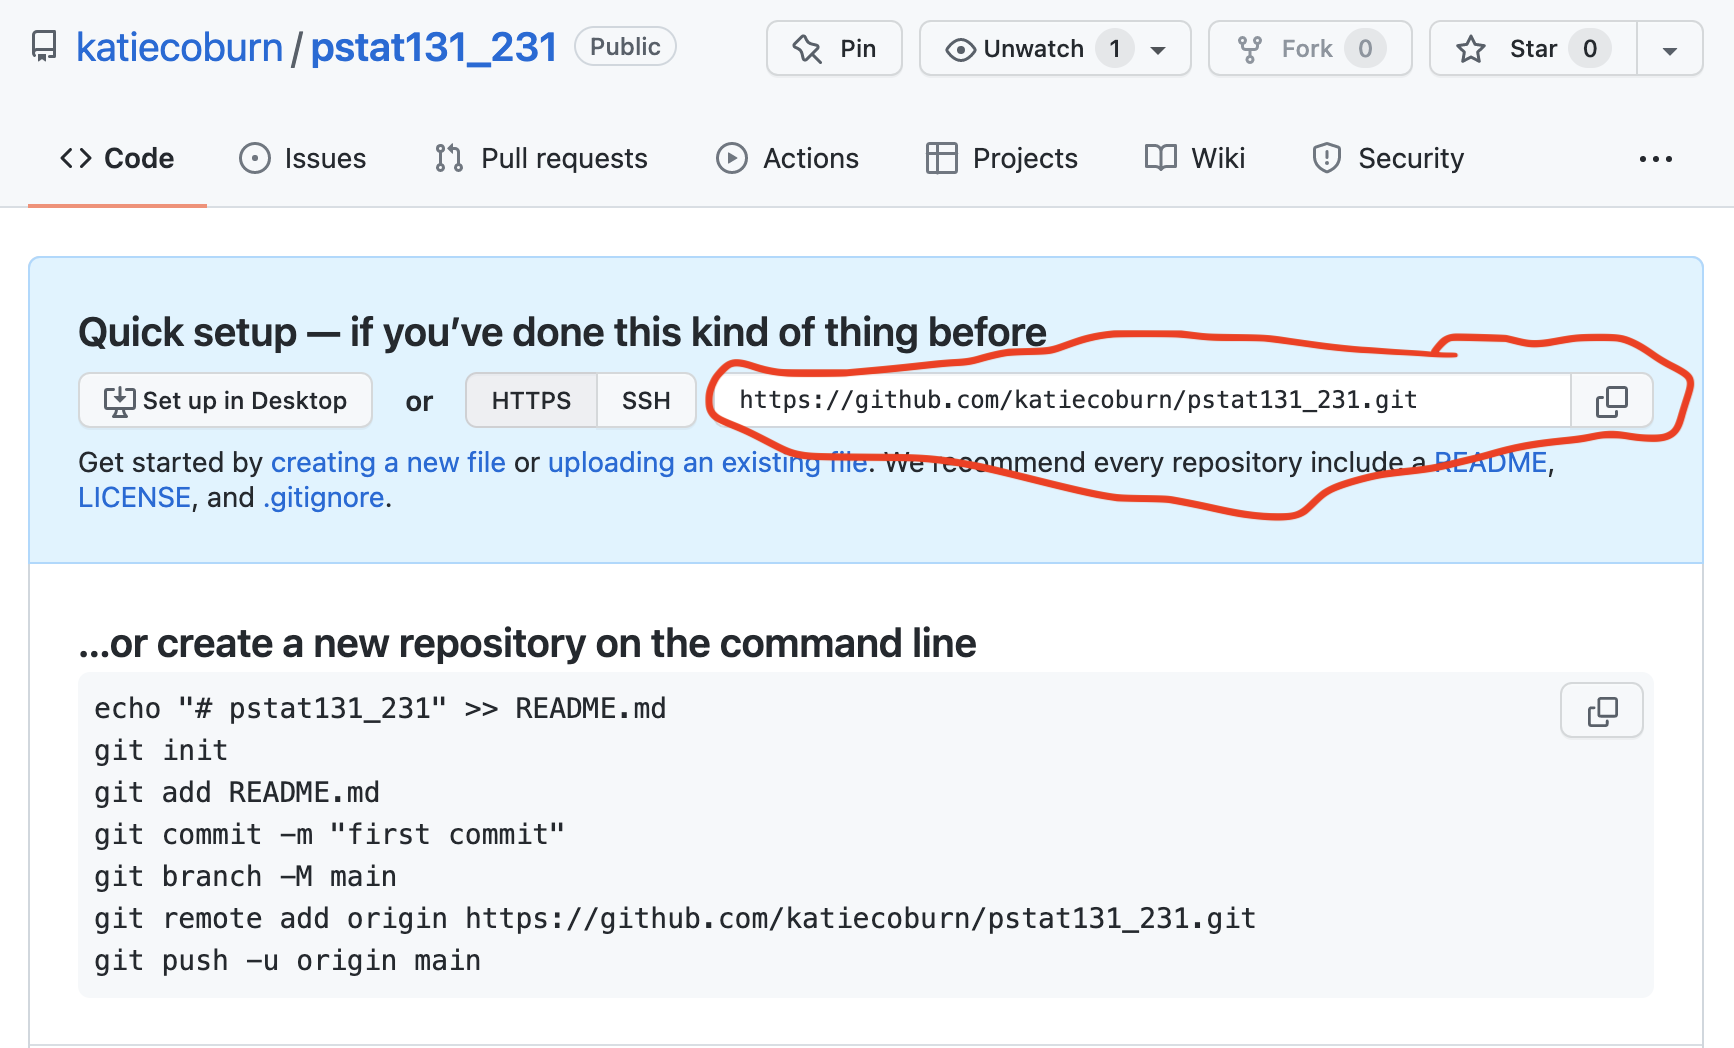 katiecoburn / pstat131_231 Public Pin Unwatch 1 Fork 0 Star 0
Code Issues Pull requests Actions Projects Wiki Security ...
Quick setup — if you’ve done this kind of thing before
Set up in Desktop or HTTPS SSH https://github.com/katiecoburn/pstat131_231.git
Get started by creating a new file or uploading an existing file. We recommend every repository include a README,
LICENSE, and .gitignore.
…or create a new repository on the command line
echo "# pstat131_231" >> README.md
git init
git add README.md
git commit -m "first commit"
git branch -M main
git remote add origin https://github.com/katiecoburn/pstat131_231.git
git push -u origin main